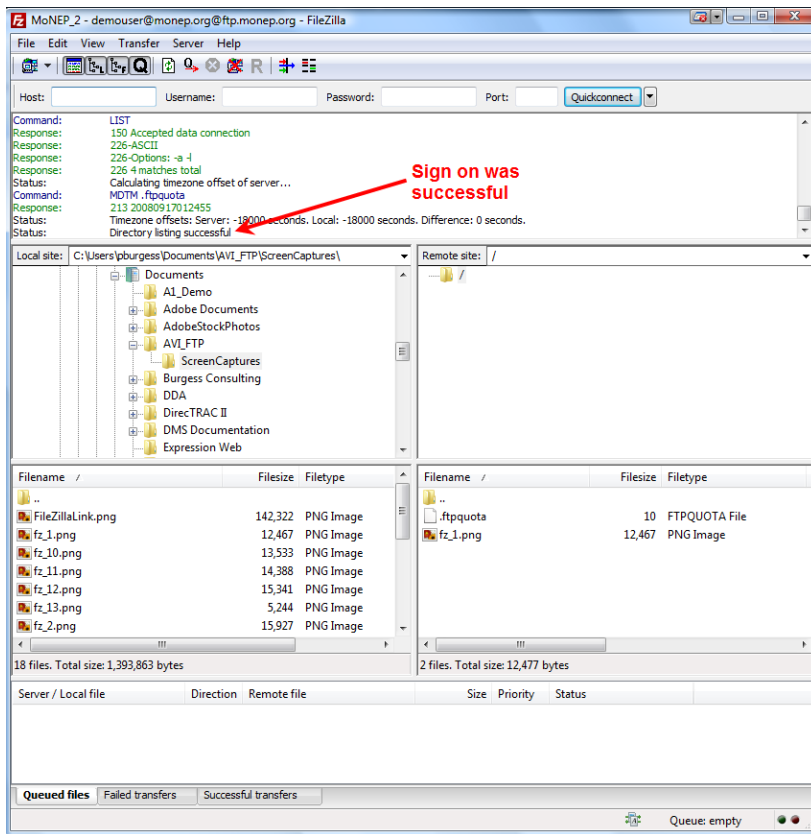 MoNEP_2 - demouser@monep.org@ftp.monep.org - FileZilla
File Edit View Transfer Server Help
Host: Username: Password: Port: Quickconnect
Command: LIST
Response: 150 Accepted data connection
Response: 226-ASCII
Response: 226-Options: -a -l
Response: 226 4 matches total
Status: Calculating timezone offset of server...
Command: MDTM .ftpquota
Response: 213 20080917012455
Status: Timezone offsets: Server: -18000 seconds. Local: -18000 seconds. Difference: 0 seconds.
Status: Directory listing successful
Sign on was
successful
Local site: C:\Users\pburgess\Documents\AVI_FTP\ScreenCaptures\
Documents
A1_Demo
Adobe Documents
AdobeStockPhotos
AVI_FTP
ScreenCaptures
Burgess Consulting
DDA
DirecTRAC II
DMS Documentation
Expression Web
Remote site: /
/
Filename / Filesize Filetype
..
FileZillaLink.png 142,322 PNG Image
fz_1.png 12,467 PNG Image
fz_10.png 13,533 PNG Image
fz_11.png 14,388 PNG Image
fz_12.png 15,341 PNG Image
fz_13.png 5,244 PNG Image
fz_2.png 15,927 PNG Image
18 files. Total size: 1,393,863 bytes
Filename / Filesize Filetype
..
.ftpquota 10 FTPQUOTA File
fz_1.png 12,467 PNG Image
2 files. Total size: 12,477 bytes
Server / Local file Direction Remote file Size Priority Status
Queued files Failed transfers Successful transfers
Queue: empty